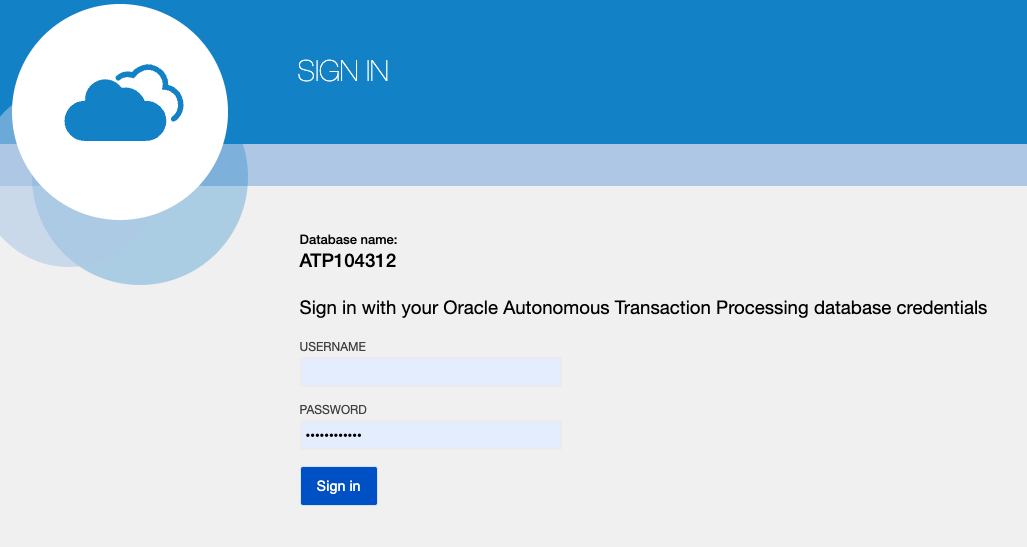 SIGN IN
Database name:
ATP104312
Sign in with your Oracle Autonomous Transaction Processing database credentials
USERNAME
PASSWORD
••••••••••••
Sign in